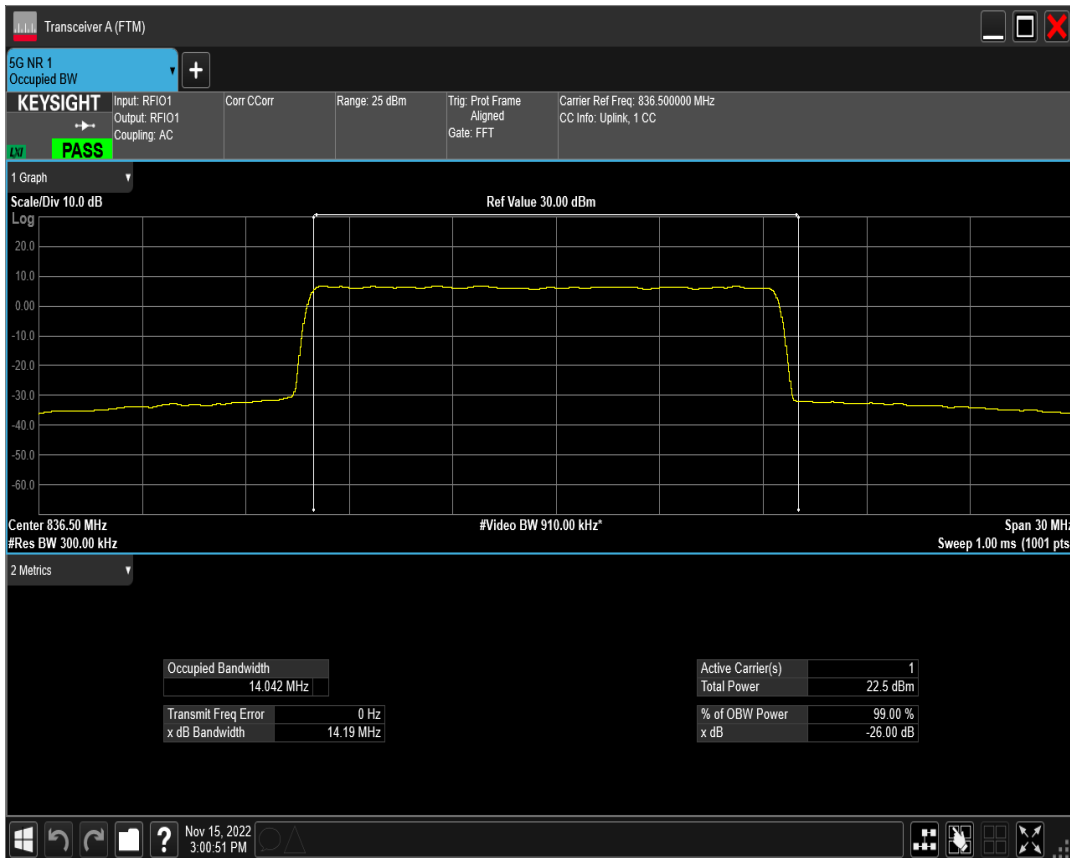 Transceiver A (FTM)
5G NR 1
Occupied BW
+
KEYSIGHT
LXI
PASS
Input: RFIO1
Output: RFIO1
Coupling: AC
Corr CCorr
Range: 25 dBm
Trig: Prot Frame
Aligned
Gate: FFT
Carrier Ref Freq: 836.500000 MHz
CC Info: Uplink, 1 CC
1 Graph
Scale/Div 10.0 dB
Ref Value 30.00 dBm
Log
20.0
10.0
0.00
-10.0
-20.0
-30.0
-40.0
-50.0
-60.0
Center 836.50 MHz
#Video BW 910.00 kHz*
Span 30 MHz
#Res BW 300.00 kHz
Sweep 1.00 ms (1001 pts
2 Metrics
Occupied Bandwidth
14.042 MHz
Transmit Freq Error 0 Hz
x dB Bandwidth 14.19 MHz
Active Carrier(s) 1
Total Power 22.5 dBm
% of OBW Power 99.00 %
x dB -26.00 dB
?
Nov 15, 2022
3:00:51 PM